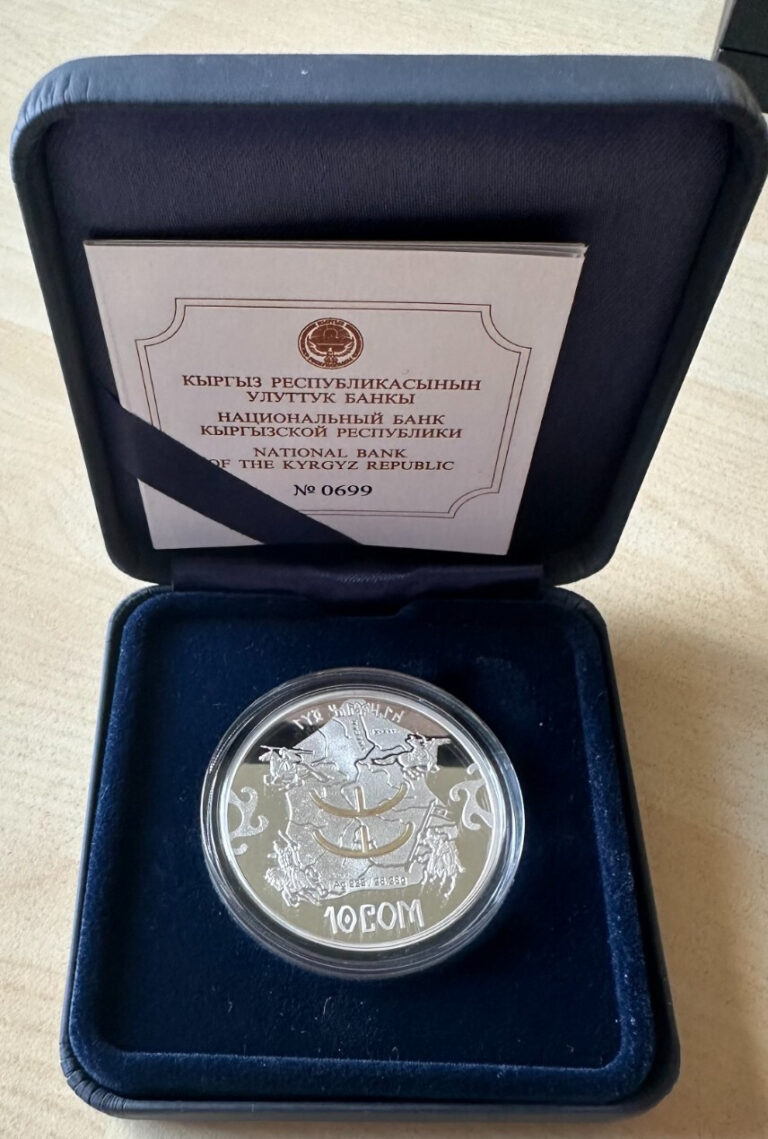 КЫРГЫЗ РЕСПУБЛИКАСЫНЫН
УЛУТТУК БАНКЫ
НАЦИОНАЛЬНЫЙ БАНК
КЫРГЫЗСКОЙ РЕСПУБЛИКИ
NATIONAL BANK
OF THE KYRGYZ REPUBLIC
№ 0699
10 СОМ